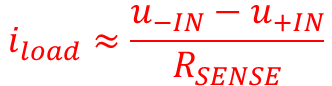 i_load ≈ (u_−IN − u_+IN) / R_SENSE